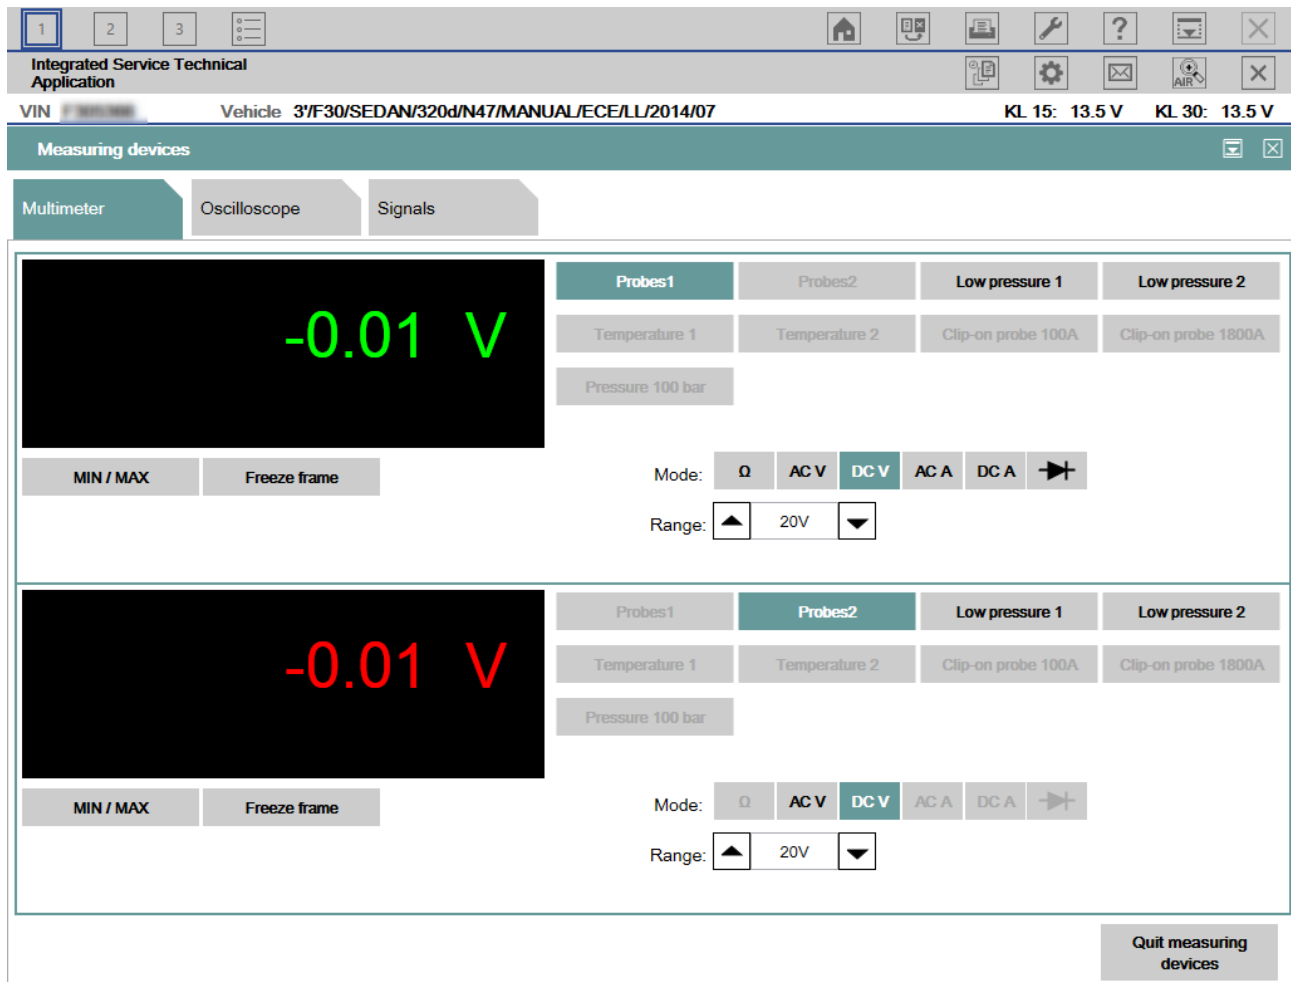 1 2 3 ?
Integrated Service Technical
Application
AIR
VIN Vehicle 3'/F30/SEDAN/320d/N47/MANUAL/ECE/LL/2014/07 KL 15: 13.5 V KL 30: 13.5 V
Measuring devices
Multimeter Oscilloscope Signals
-0.01 V
Probes1 Probes2 Low pressure 1 Low pressure 2
Temperature 1 Temperature 2 Clip-on probe 100A Clip-on probe 1800A
Pressure 100 bar
MIN / MAX Freeze frame Mode: Ω AC V DC V AC A DC A
Range: 20V
-0.01 V
Probes1 Probes2 Low pressure 1 Low pressure 2
Temperature 1 Temperature 2 Clip-on probe 100A Clip-on probe 1800A
Pressure 100 bar
MIN / MAX Freeze frame Mode: Ω AC V DC V AC A DC A
Range: 20V
Quit measuring
devices